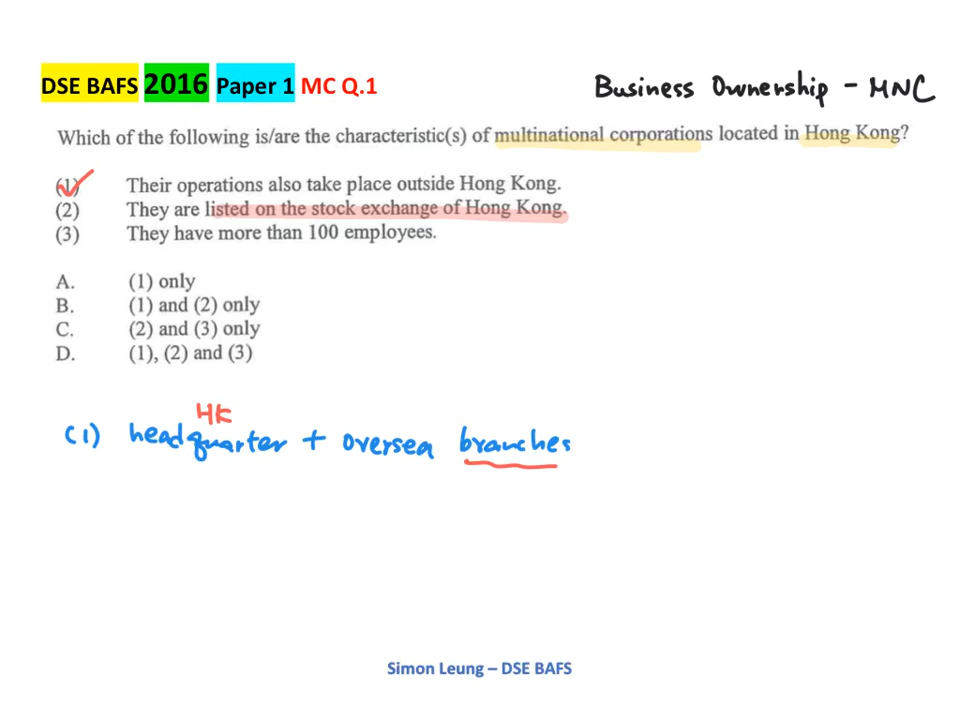 DSE BAFS 2016 Paper 1 MC Q.1
Business Ownership - MNC
Which of the following is/are the characteristic(s) of multinational corporations located in Hong Kong?
(1) Their operations also take place outside Hong Kong.
(2) They are listed on the stock exchange of Hong Kong.
(3) They have more than 100 employees.
A. (1) only
B. (1) and (2) only
C. (2) and (3) only
D. (1), (2) and (3)
HK
(1) headquarter + oversea branches
Simon Leung – DSE BAFS